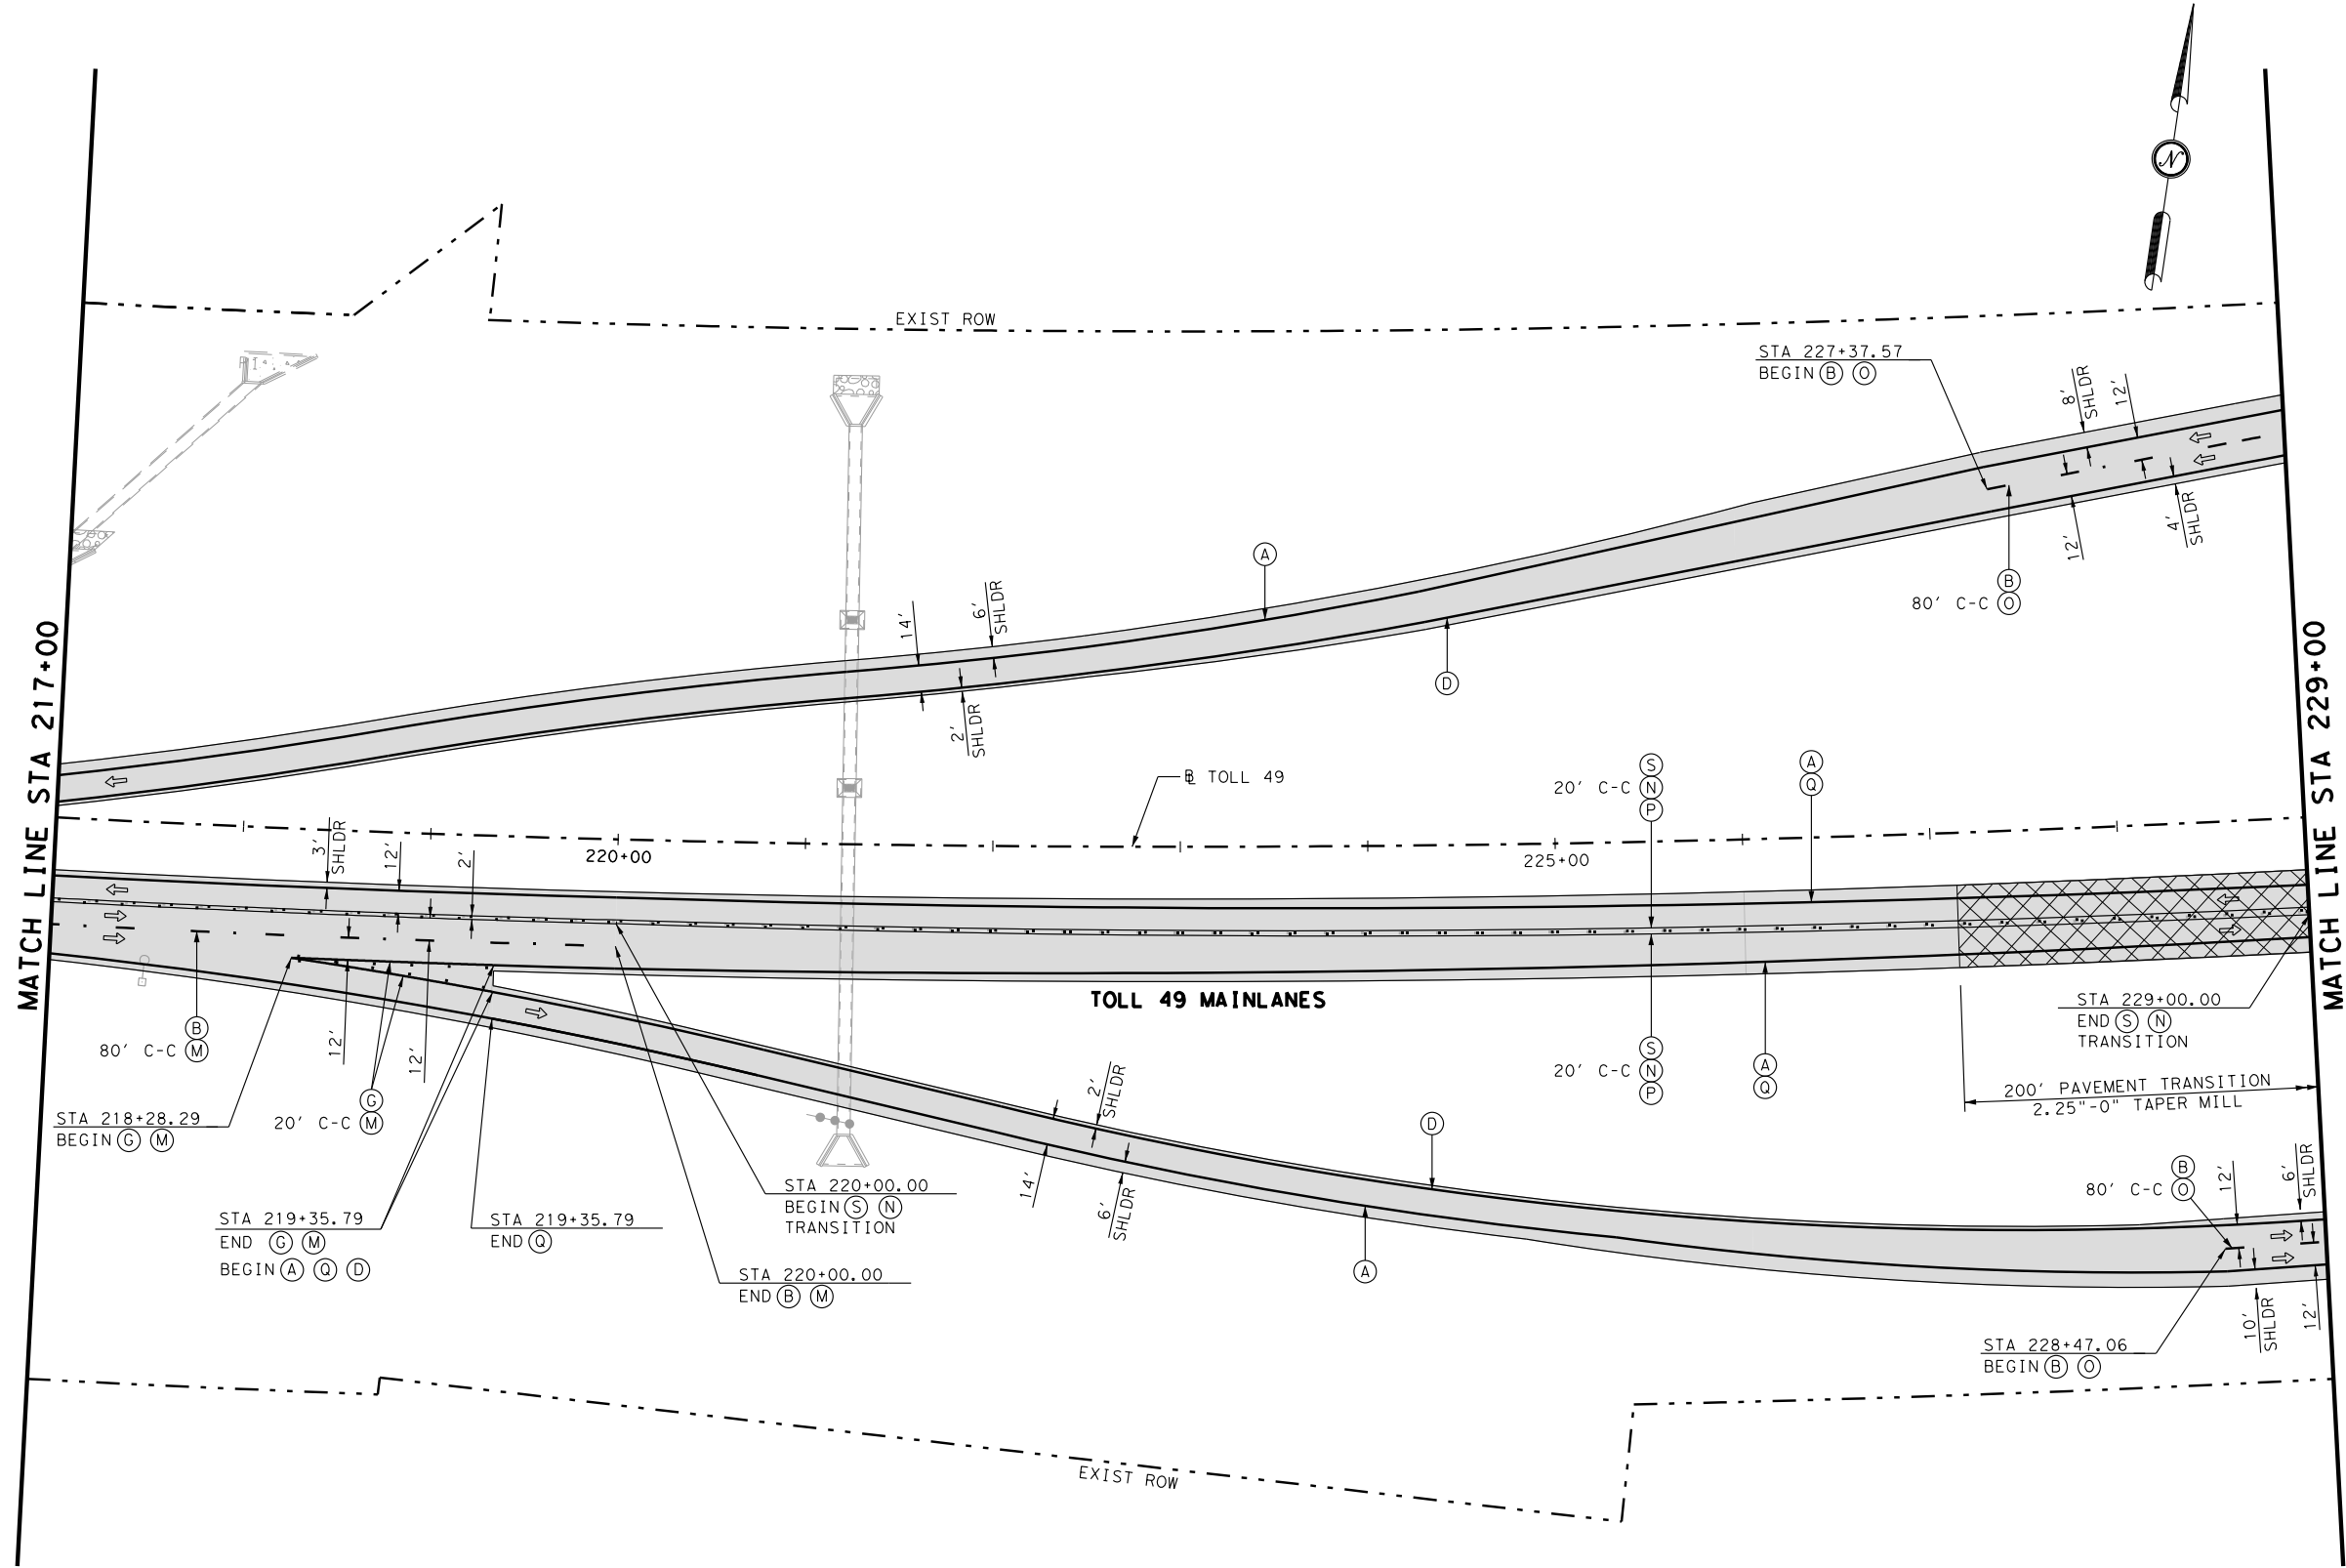 N
EXIST ROW
STA 227+37.57
BEGIN B O
8' SHLDR
12'
4' SHLDR
12'
B
80' C-C O
A
14'
6' SHLDR
2' SHLDR
D
MATCH LINE STA 217+00
MATCH LINE STA 229+00
BL TOLL 49
S
20' C-C N
P
A
Q
3' SHLDR
12'
2'
220+00
225+00
TOLL 49 MAINLANES
B
80' C-C M
12'
12'
G
20' C-C M
S
20' C-C N
P
A
Q
STA 229+00.00
END S N
TRANSITION
200' PAVEMENT TRANSITION
2.25"-0" TAPER MILL
STA 218+28.29
BEGIN G M
STA 219+35.79
END G M
BEGIN A Q D
STA 219+35.79
END Q
STA 220+00.00
BEGIN S N
TRANSITION
STA 220+00.00
END B M
2' SHLDR
14'
6' SHLDR
D
A
B
80' C-C O
12'
6' SHLDR
10' SHLDR
12'
STA 228+47.06
BEGIN B O
EXIST ROW